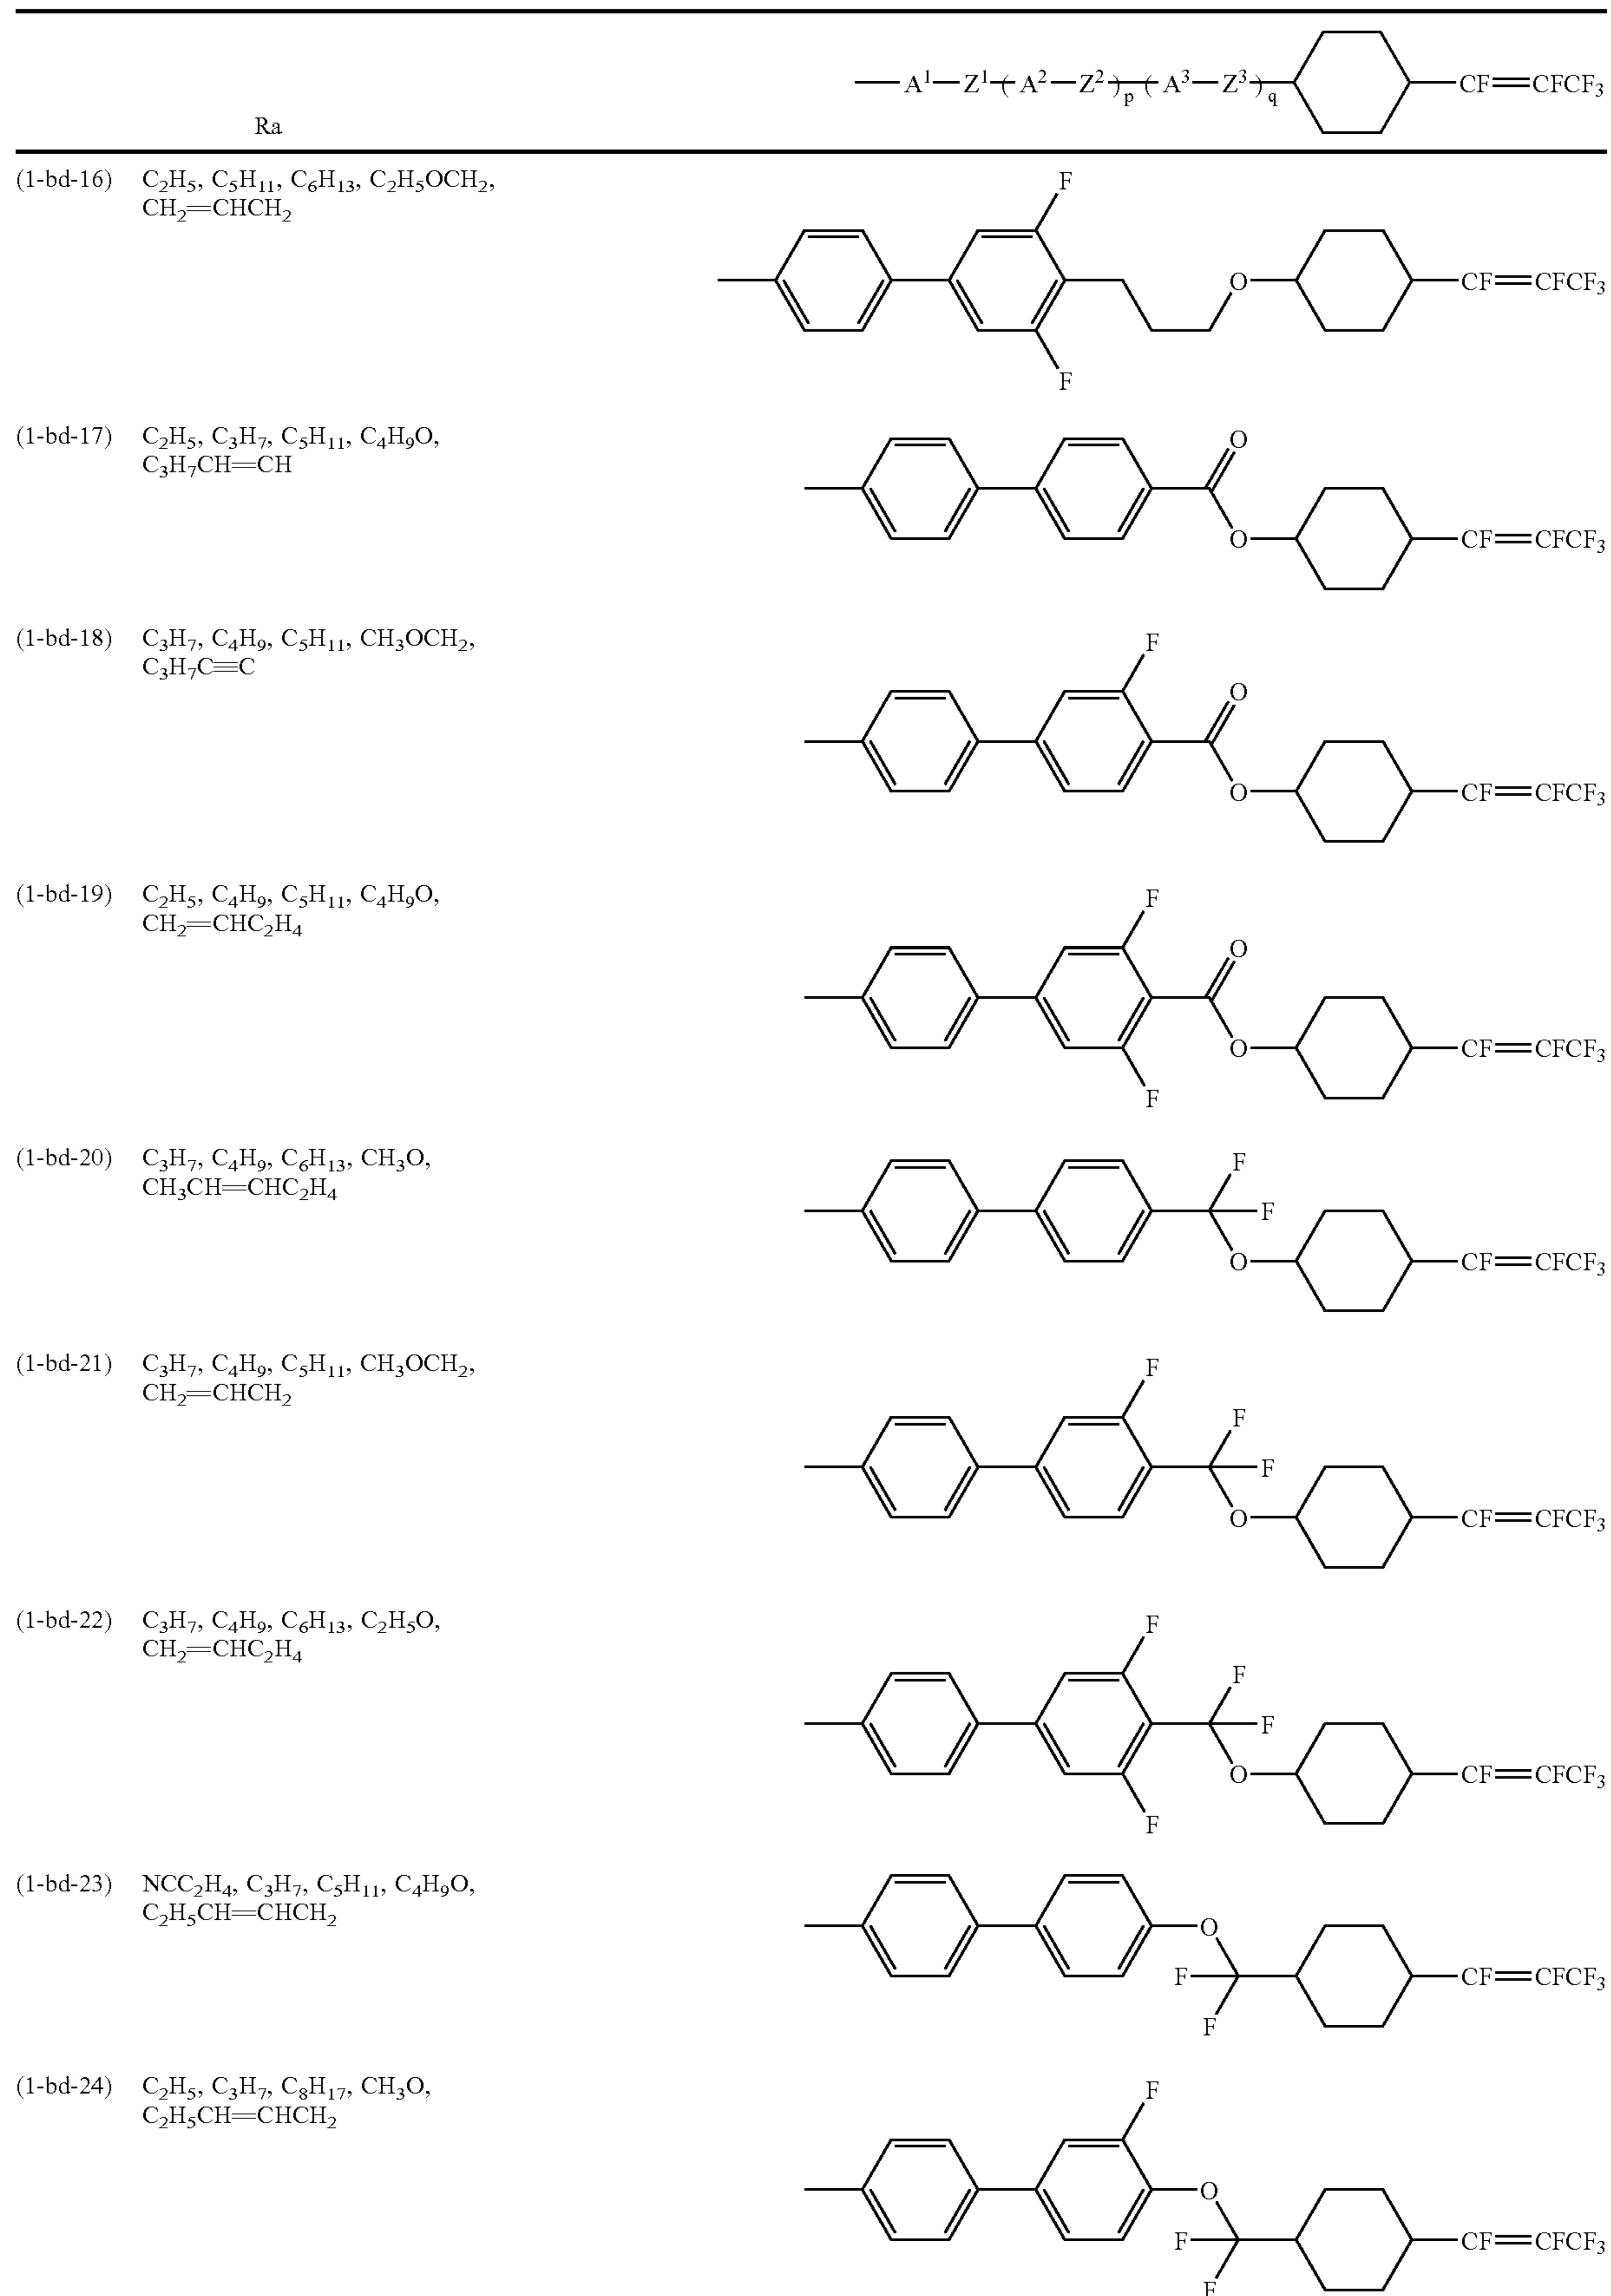 —A¹—Z¹—(A²—Z²)p—(A³—Z³)q— —CF=CFCF₃
Ra
(1-bd-16) C₂H₅, C₅H₁₁, C₆H₁₃, C₂H₅OCH₂,
CH₂=CHCH₂
F
O
CF=CFCF₃
F
(1-bd-17) C₂H₅, C₃H₇, C₅H₁₁, C₄H₉O,
C₃H₇CH=CH
O
O
CF=CFCF₃
(1-bd-18) C₃H₇, C₄H₉, C₅H₁₁, CH₃OCH₂,
C₃H₇C≡C
F
O
O
CF=CFCF₃
(1-bd-19) C₂H₅, C₄H₉, C₅H₁₁, C₄H₉O,
CH₂=CHC₂H₄
F
O
O
CF=CFCF₃
F
(1-bd-20) C₃H₇, C₄H₉, C₆H₁₃, CH₃O,
CH₃CH=CHC₂H₄
F
F
O
CF=CFCF₃
(1-bd-21) C₃H₇, C₄H₉, C₅H₁₁, CH₃OCH₂,
CH₂=CHCH₂
F
F
F
O
CF=CFCF₃
(1-bd-22) C₃H₇, C₄H₉, C₆H₁₃, C₂H₅O,
CH₂=CHC₂H₄
F
F
F
O
CF=CFCF₃
F
(1-bd-23) NCC₂H₄, C₃H₇, C₅H₁₁, C₄H₉O,
C₂H₅CH=CHCH₂
O
F
CF=CFCF₃
F
(1-bd-24) C₂H₅, C₃H₇, C₈H₁₇, CH₃O,
C₂H₅CH=CHCH₂
F
O
F
CF=CFCF₃
F